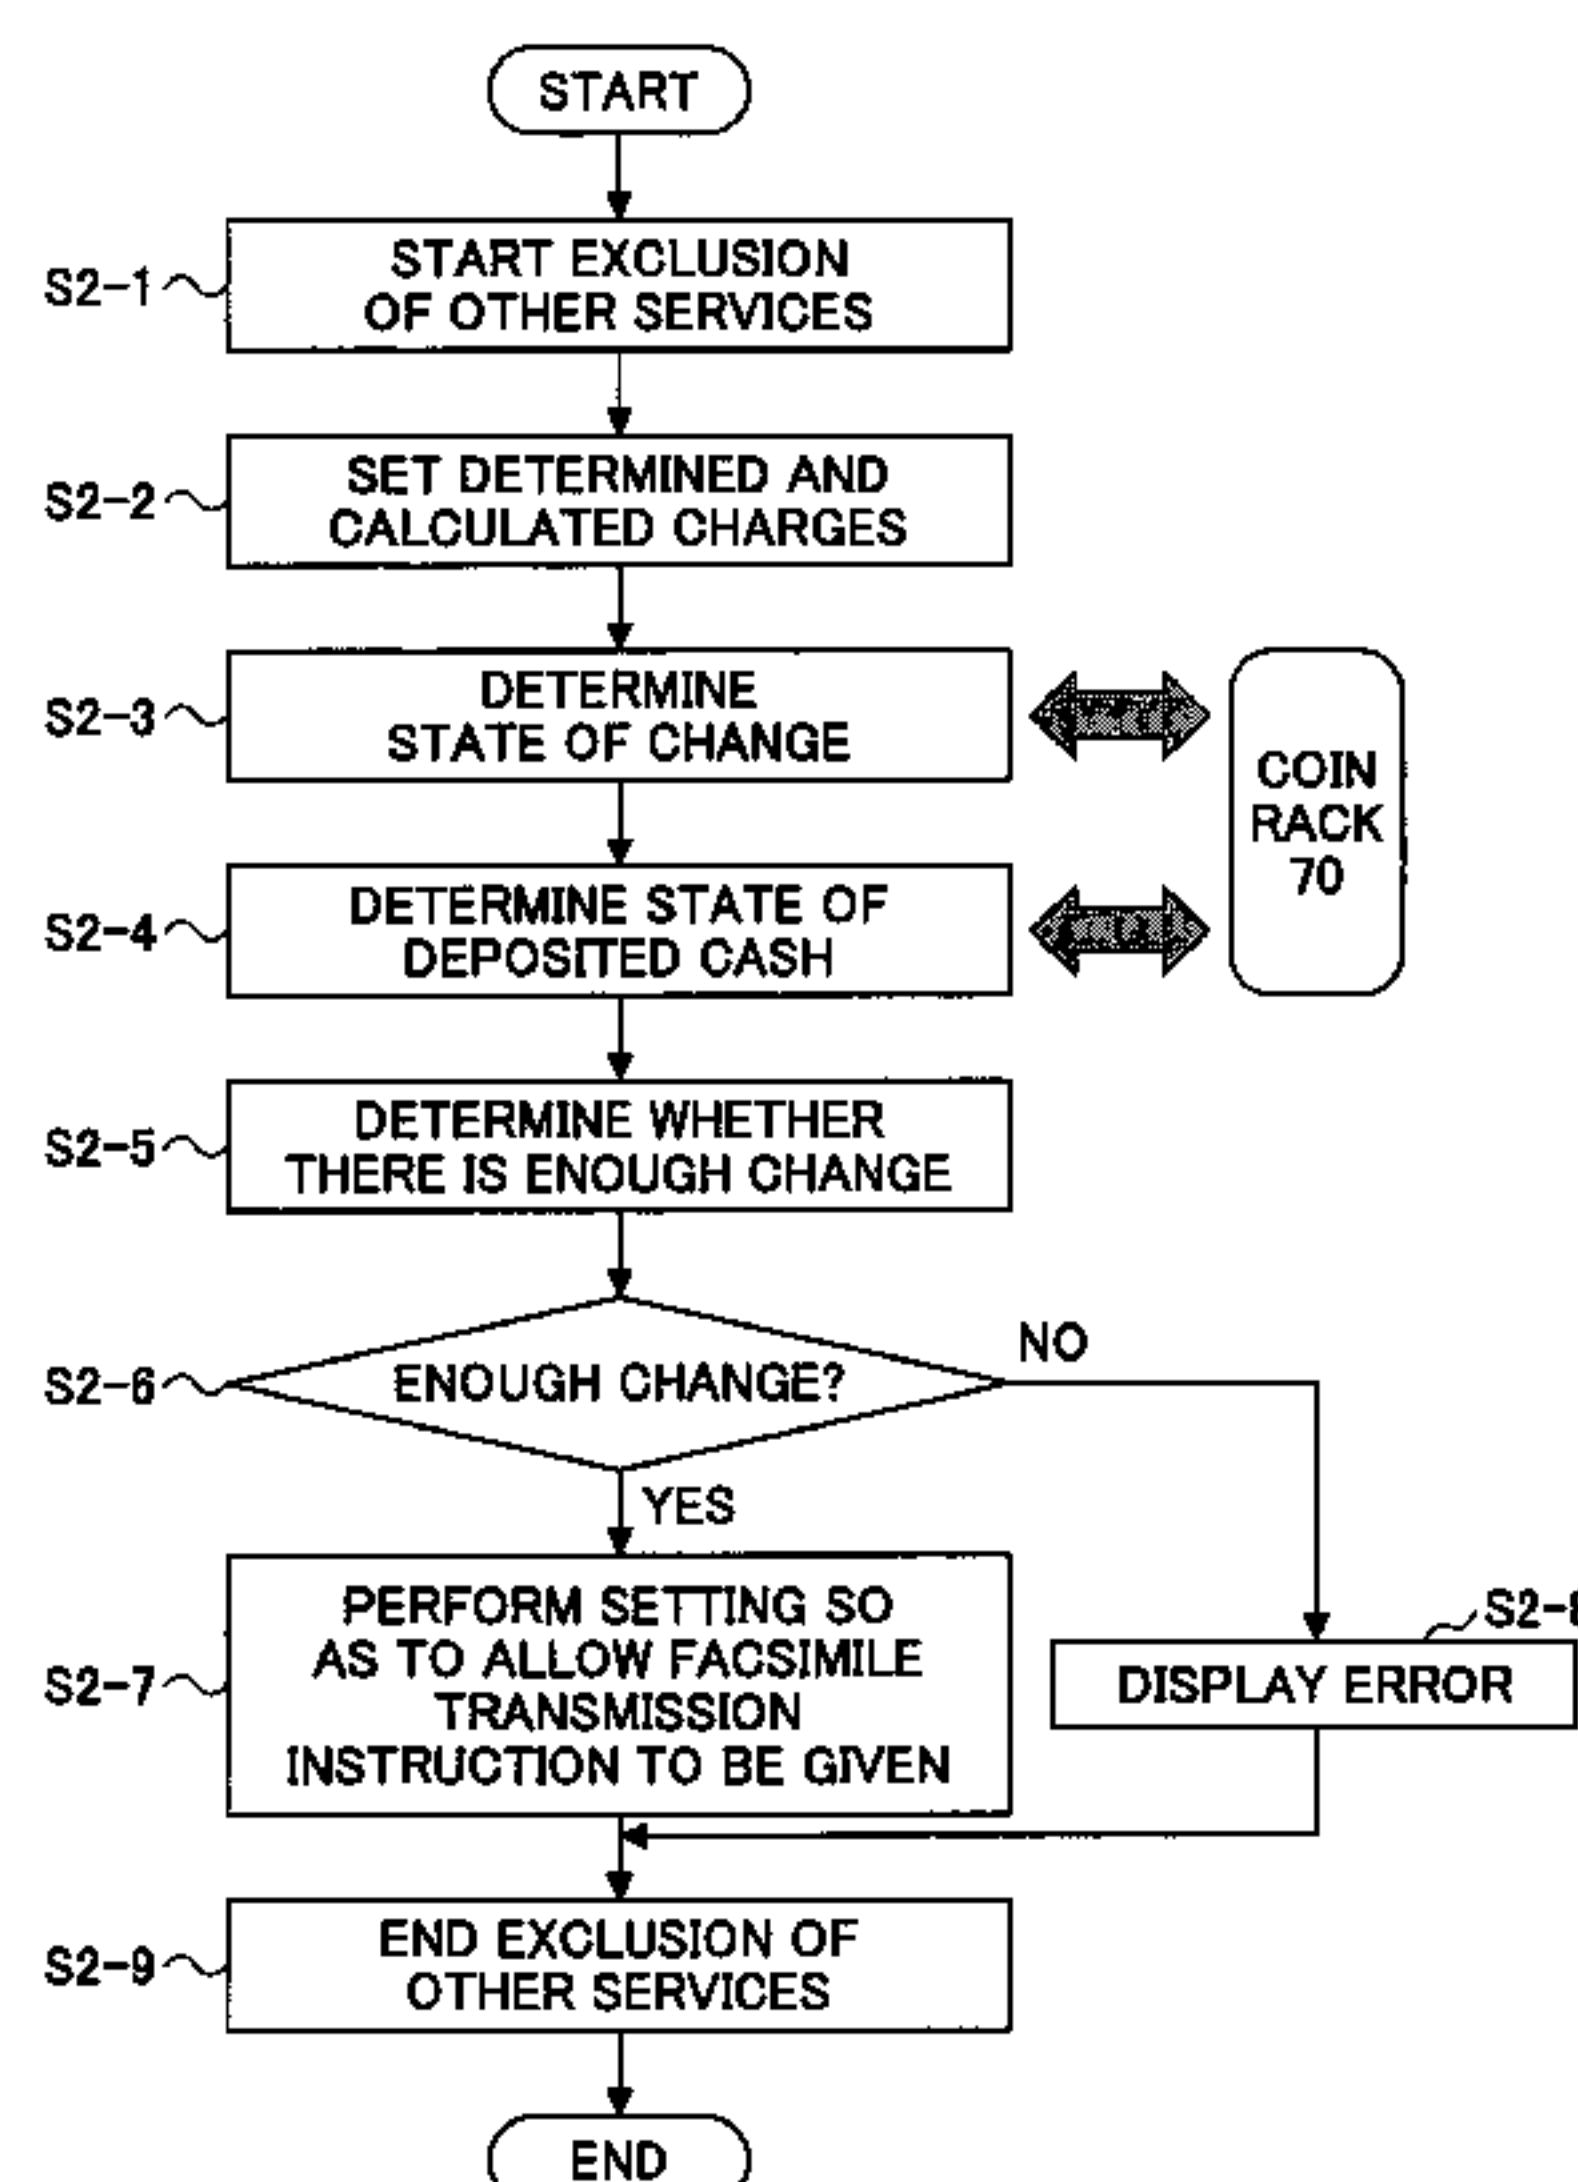 START
S2-1
START EXCLUSION
OF OTHER SERVICES
S2-2
SET DETERMINED AND
CALCULATED CHARGES
S2-3
DETERMINE
STATE OF CHANGE
COIN
RACK
70
S2-4
DETERMINE STATE OF
DEPOSITED CASH
S2-5
DETERMINE WHETHER
THERE IS ENOUGH CHANGE
S2-6
ENOUGH CHANGE?
NO
YES
S2-7
PERFORM SETTING SO
AS TO ALLOW FACSIMILE
TRANSMISSION
INSTRUCTION TO BE GIVEN
S2-8
DISPLAY ERROR
S2-9
END EXCLUSION OF
OTHER SERVICES
END